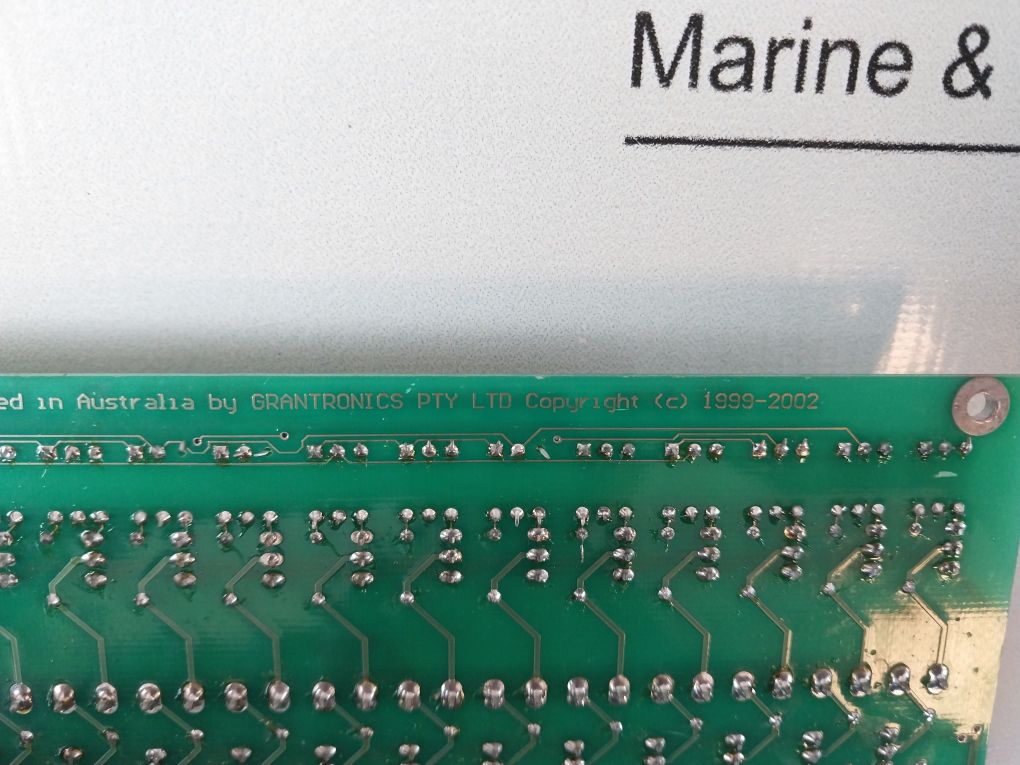 Marine &
ed in Australia by GRANTRONICS PTY LTD Copyright (c) 1999-2002